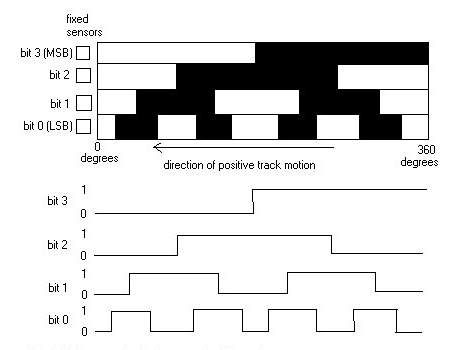 fixed
sensors
bit 3 (MSB)
bit 2
bit 1
bit 0 (LSB)
0
degrees
direction of positive track motion
360
degrees
bit 3
1
0
bit 2
1
0
bit 1
1
0
bit 0
1
0